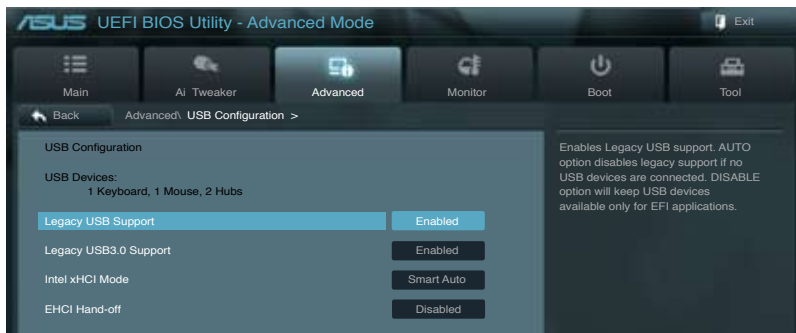 ASUS UEFI BIOS Utility - Advanced Mode
Exit
Main
Ai Tweaker
Advanced
Monitor
Boot
Tool
Back
Advanced\ USB Configuration >
USB Configuration
USB Devices:
1 Keyboard, 1 Mouse, 2 Hubs
Legacy USB Support Enabled
Legacy USB3.0 Support Enabled
Intel xHCI Mode Smart Auto
EHCI Hand-off Disabled
Enables Legacy USB support. AUTO
option disables legacy support if no
USB devices are connected. DISABLE
option will keep USB devices
available only for EFI applications.